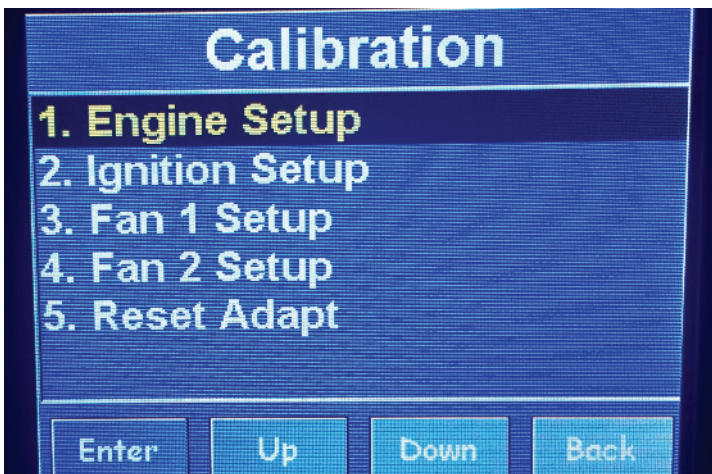 Calibration
1. Engine Setup
2. Ignition Setup
3. Fan 1 Setup
4. Fan 2 Setup
5. Reset Adapt
Enter Up Down Back